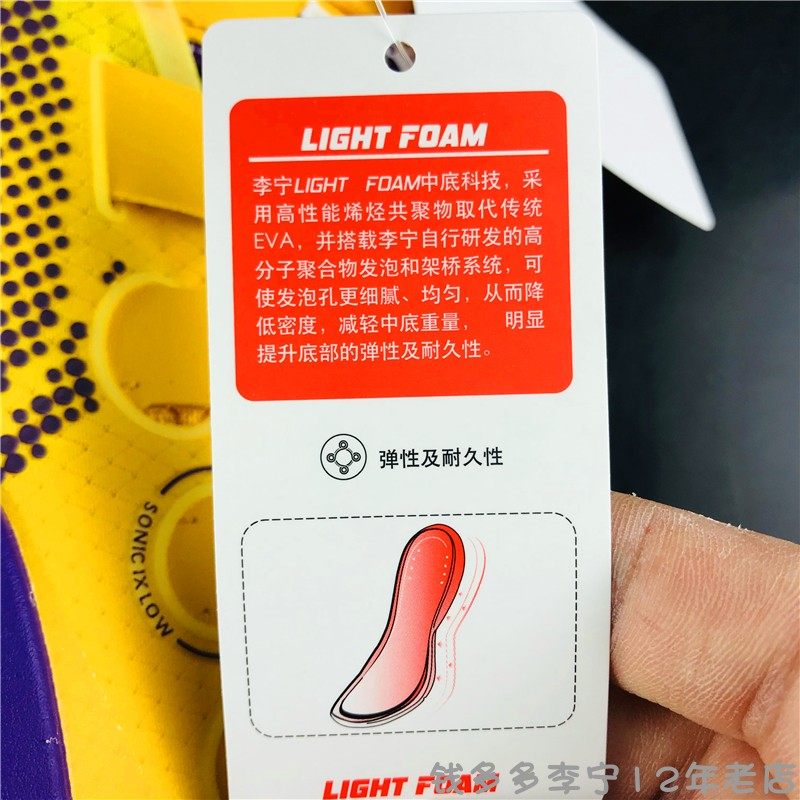 LIGHT FOAM
李宁LIGHT FOAM中底科技，采
用高性能烯烃共聚物取代传统
EVA，并搭载李宁自行研发的高
分子聚合物发泡和架桥系统，可
使发泡孔更细腻、均匀，从而降
低密度，减轻中底重量， 明显
提升底部的弹性及耐久性。
弹性及耐久性
SONIC IX LOW
LIGHT FOAM
钱多多李宁12年老店